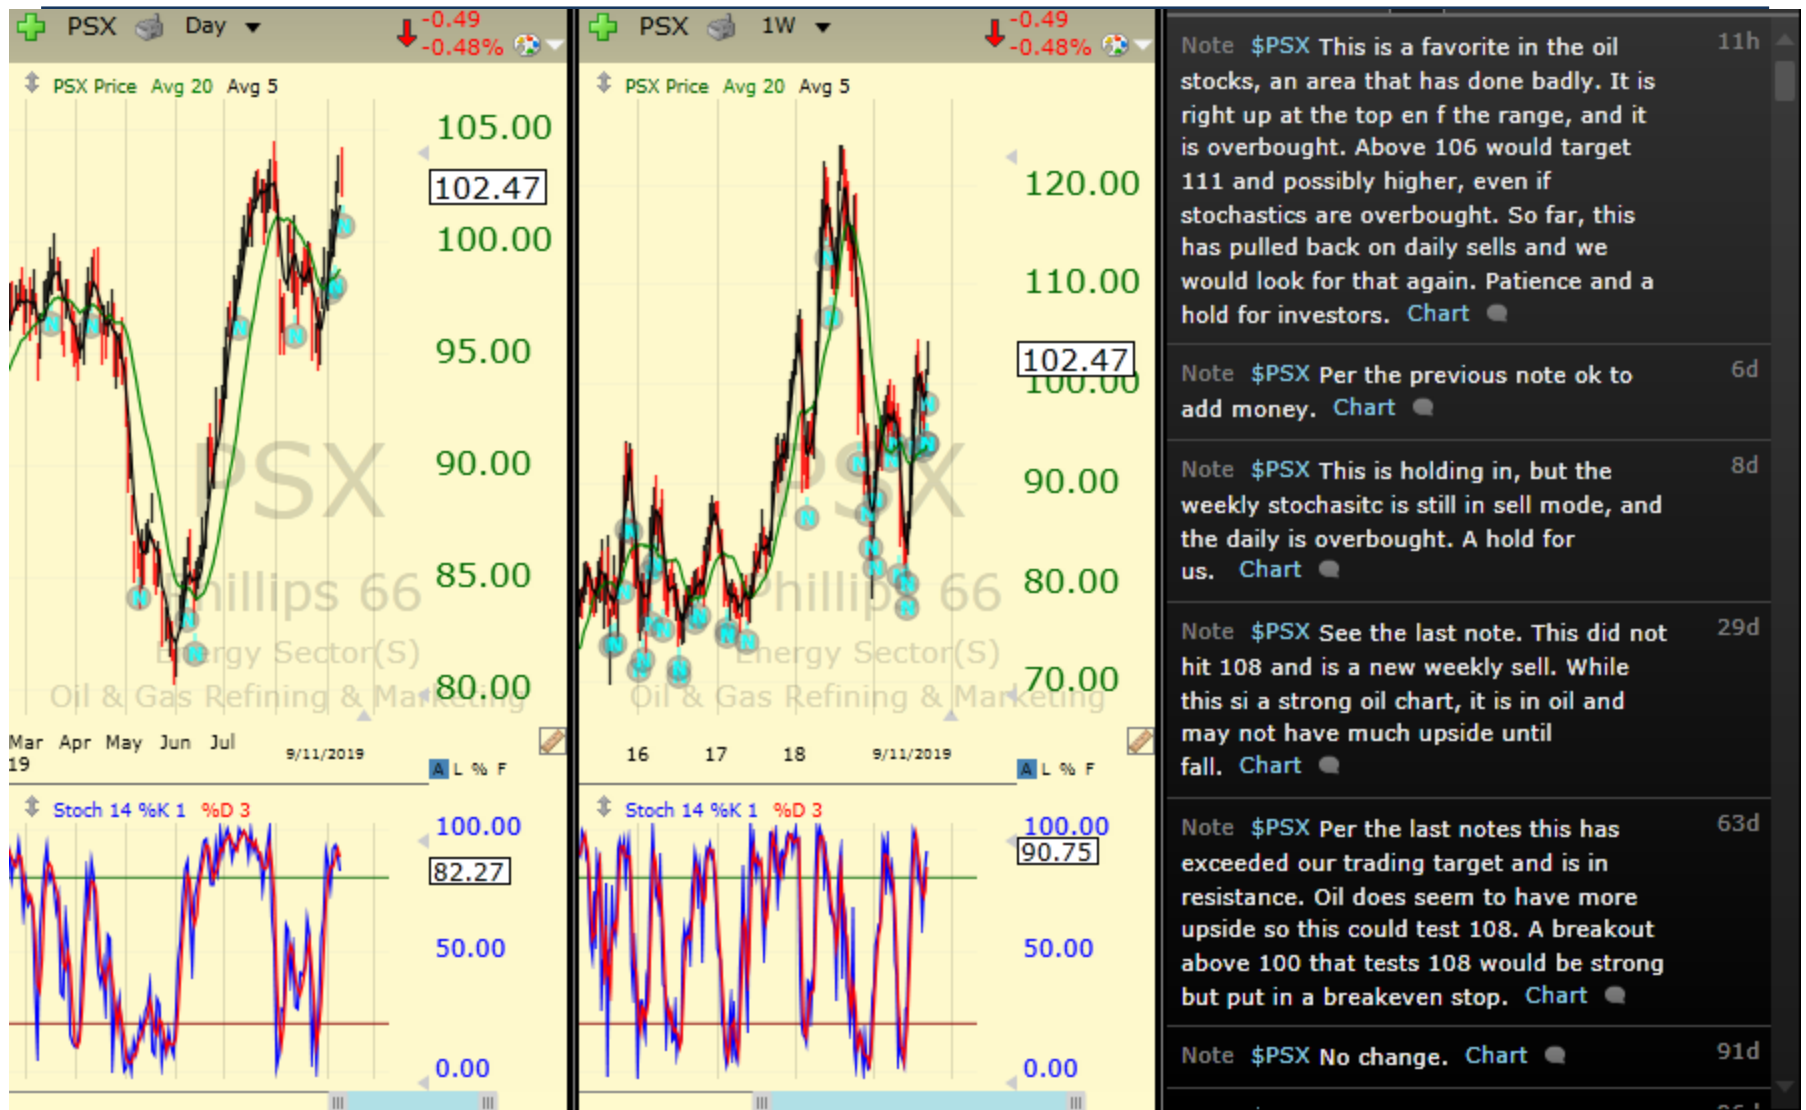 PSX Day
-0.49
-0.48%
PSX Price Avg 20 Avg 5
105.00
102.47
100.00
95.00
90.00
85.00
80.00
PSX
Phillips 66
Energy Sector(S)
Oil & Gas Refining & Marketing
Mar Apr May Jun Jul
19
9/11/2019
A L % F
Stoch 14 %K 1 %D 3
100.00
82.27
50.00
0.00
PSX 1W
-0.49
-0.48%
PSX Price Avg 20 Avg 5
120.00
110.00
102.47
100.00
90.00
80.00
70.00
PSX
Phillips 66
Energy Sector(S)
Oil & Gas Refining & Marketing
16 17 18 9/11/2019
A L % F
Stoch 14 %K 1 %D 3
100.00
90.75
50.00
0.00
Note $PSX This is a favorite in the oil 11h
stocks, an area that has done badly. It is
right up at the top en f the range, and it
is overbought. Above 106 would target
111 and possibly higher, even if
stochastics are overbought. So far, this
has pulled back on daily sells and we
would look for that again. Patience and a
hold for investors. Chart
Note $PSX Per the previous note ok to 6d
add money. Chart
Note $PSX This is holding in, but the 8d
weekly stochasitc is still in sell mode, and
the daily is overbought. A hold for
us. Chart
Note $PSX See the last note. This did not 29d
hit 108 and is a new weekly sell. While
this si a strong oil chart, it is in oil and
may not have much upside until
fall. Chart
Note $PSX Per the last notes this has 63d
exceeded our trading target and is in
resistance. Oil does seem to have more
upside so this could test 108. A breakout
above 100 that tests 108 would be strong
but put in a breakeven stop. Chart
Note $PSX No change. Chart 91d